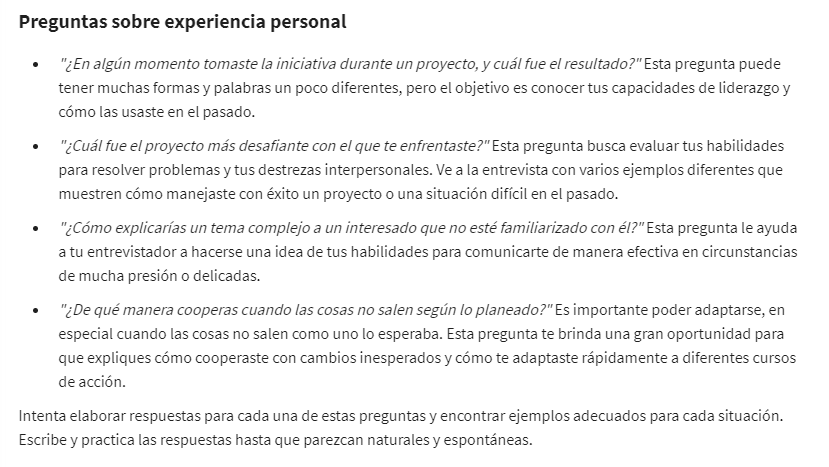 Preguntas sobre experiencia personal
• "¿En algún momento tomaste la iniciativa durante un proyecto, y cuál fue el resultado?" Esta pregunta puede
tener muchas formas y palabras un poco diferentes, pero el objetivo es conocer tus capacidades de liderazgo y
cómo las usaste en el pasado.
• "¿Cuál fue el proyecto más desafiante con el que te enfrentaste?" Esta pregunta busca evaluar tus habilidades
para resolver problemas y tus destrezas interpersonales. Ve a la entrevista con varios ejemplos diferentes que
muestren cómo manejaste con éxito un proyecto o una situación difícil en el pasado.
• "¿Cómo explicarías un tema complejo a un interesado que no esté familiarizado con él?" Esta pregunta le ayuda
a tu entrevistador a hacerse una idea de tus habilidades para comunicarte de manera efectiva en circunstancias
de mucha presión o delicadas.
• "¿De qué manera cooperas cuando las cosas no salen según lo planeado?" Es importante poder adaptarse, en
especial cuando las cosas no salen como uno lo esperaba. Esta pregunta te brinda una gran oportunidad para
que expliques cómo cooperaste con cambios inesperados y cómo te adaptaste rápidamente a diferentes cursos
de acción.
Intenta elaborar respuestas para cada una de estas preguntas y encontrar ejemplos adecuados para cada situación.
Escribe y practica las respuestas hasta que parezcan naturales y espontáneas.